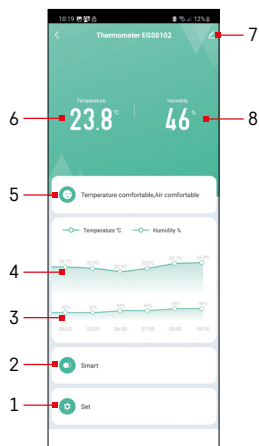 10:19 12%
Thermometer EGS0102 7
Temperature Humidity
6 23.8 °C 46 % 8
5 Temperature comfortable,Air comfortable
Temperature ℃ Humidity %
4
3
04:00 05:00 06:00 07:00 08:00 09:00
2 Smart
1 Set